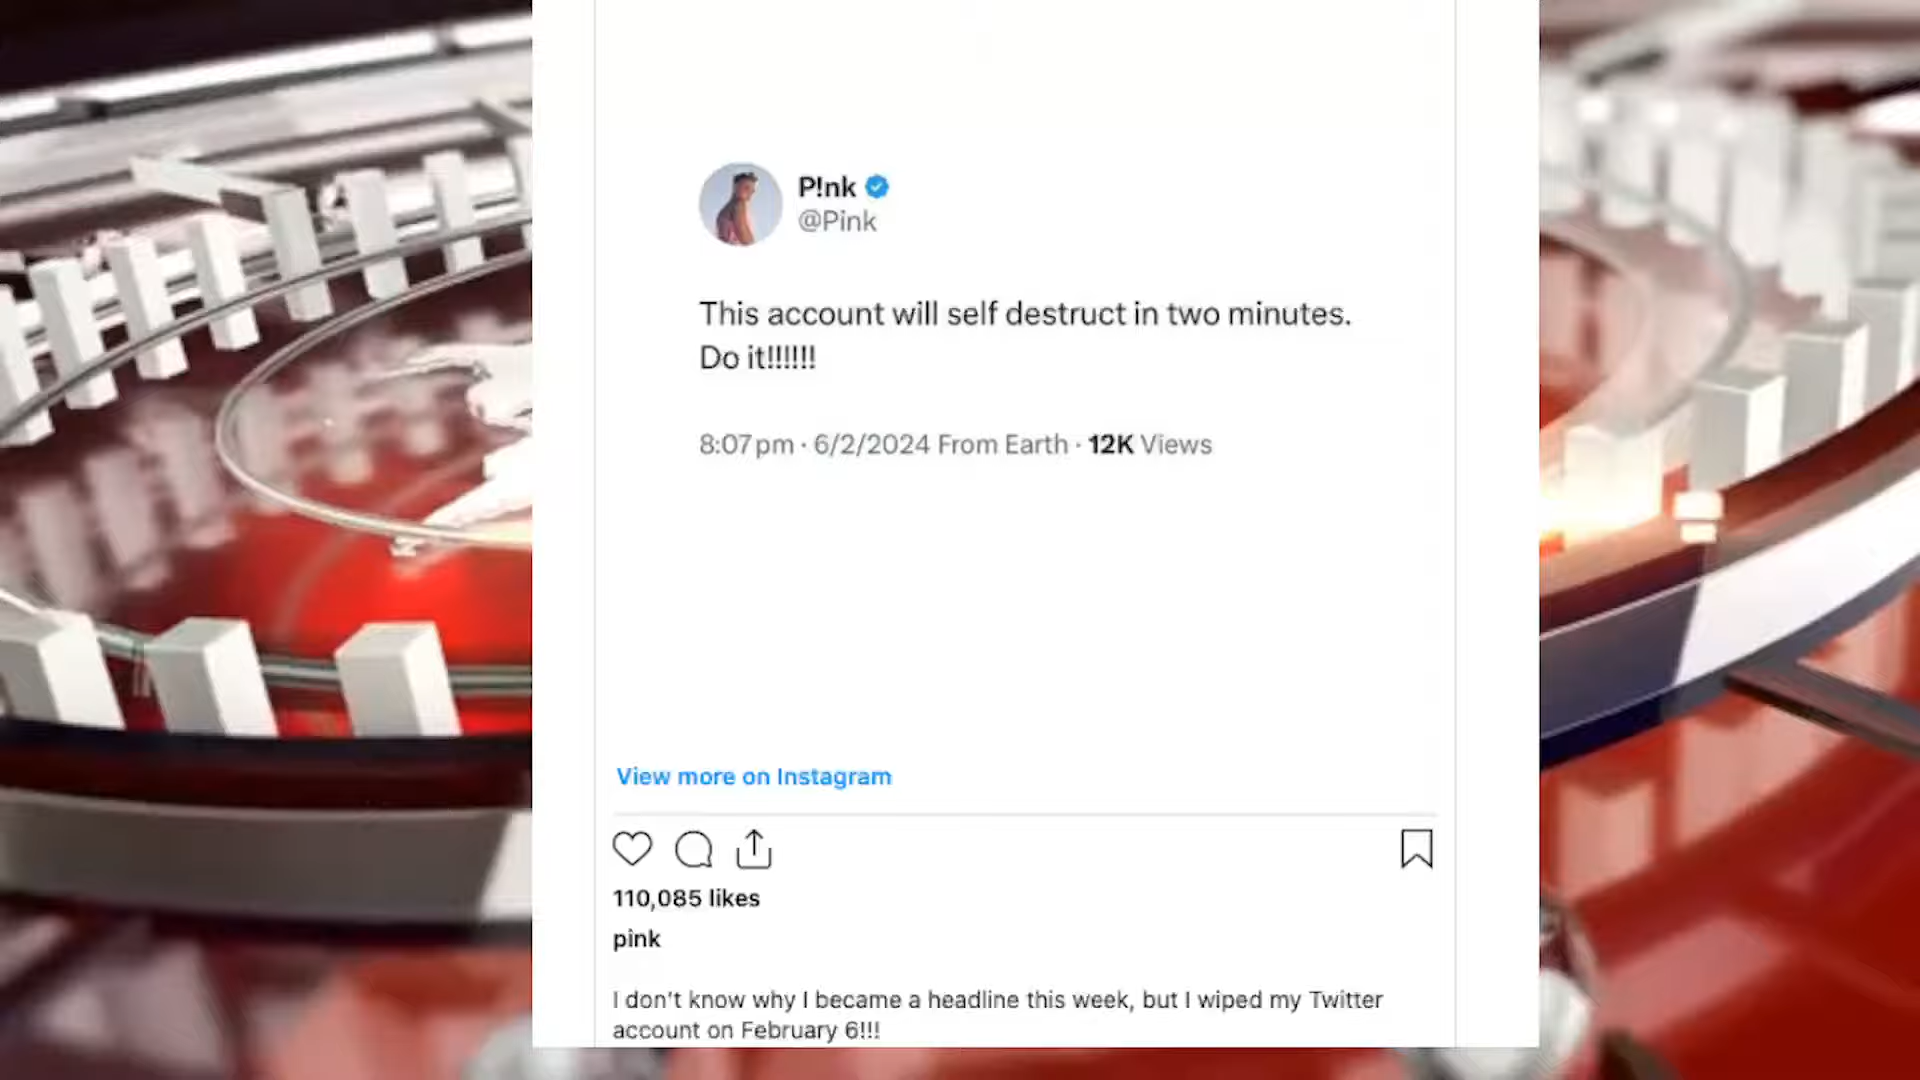 P!nk
@Pink
This account will self destruct in two minutes.
Do it!!!!!!
8:07 pm · 6/2/2024 From Earth · 12K Views
View more on Instagram
110,085 likes
pink
I don't know why I became a headline this week, but I wiped my Twitter
account on February 6!!!